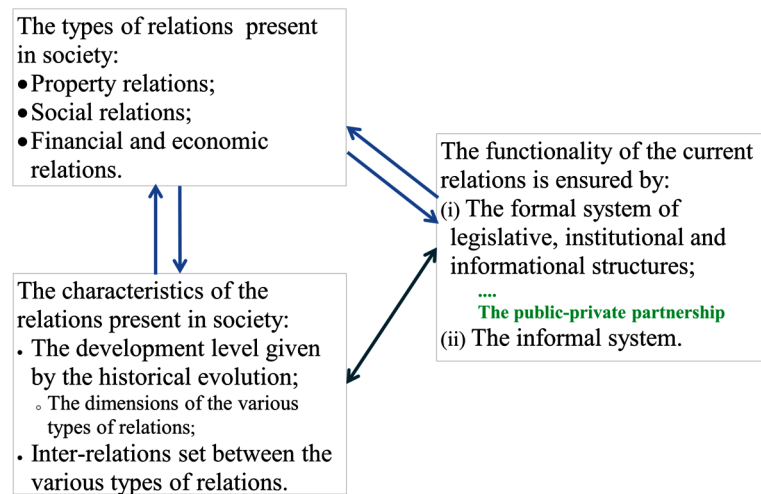 The types of relations present
in society:
•Property relations;
•Social relations;
•Financial and economic
relations.
The functionality of the current
relations is ensured by:
(i) The formal system of
legislative, institutional and
informational structures;
....
The public-private partnership
(ii) The informal system.
The characteristics of the
relations present in society:
• The development level given
by the historical evolution;
○ The dimensions of the various
types of relations;
• Inter-relations set between the
various types of relations.